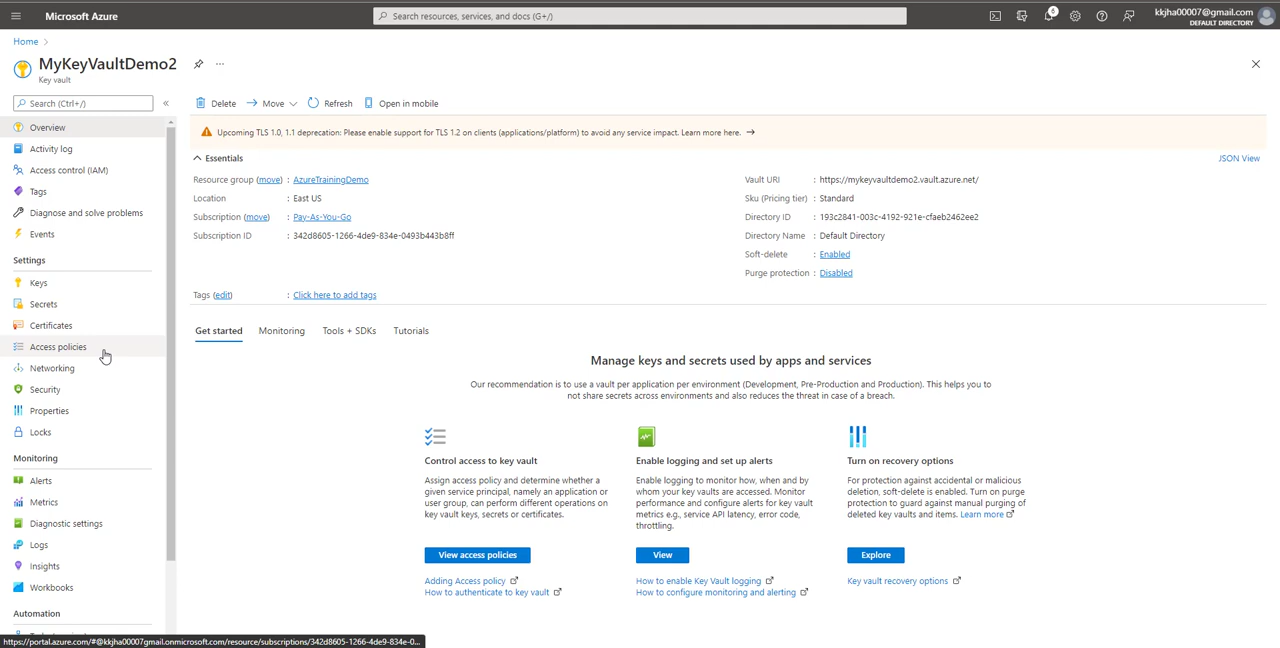 Microsoft Azure
Search resources, services, and docs (G+/)
6
kkjha00007@gmail.com
DEFAULT DIRECTORY
Home
MyKeyVaultDemo2
Key vault
Search (Ctrl+/)
Overview
Activity log
Access control (IAM)
Tags
Diagnose and solve problems
Events
Settings
Keys
Secrets
Certificates
Access policies
Networking
Security
Properties
Locks
Monitoring
Alerts
Metrics
Diagnostic settings
Logs
Insights
Workbooks
Automation
Delete Move Refresh Open in mobile
Upcoming TLS 1.0, 1.1 deprecation: Please enable support for TLS 1.2 on clients (applications/platform) to avoid any service impact. Learn more here.
Essentials
JSON View
Resource group (move) : AzureTrainingDemo
Location : East US
Subscription (move) : Pay-As-You-Go
Subscription ID : 342d8605-1266-4de9-834e-0493b443b8ff
Vault URI : https://mykeyvaultdemo2.vault.azure.net/
Sku (Pricing tier) : Standard
Directory ID : 193c2841-003c-4192-921e-cfaeb2462ee2
Directory Name : Default Directory
Soft-delete : Enabled
Purge protection : Disabled
Tags (edit) : Click here to add tags
Get started Monitoring Tools + SDKs Tutorials
Manage keys and secrets used by apps and services
Our recommendation is to use a vault per application per environment (Development, Pre-Production and Production). This helps you to
not share secrets across environments and also reduces the threat in case of a breach.
Control access to key vault
Assign access policy and determine whether a
given service principal, namely an application or
user group, can perform different operations on
key vault keys, secrets or certificates.
View access policies
Adding Access policy
How to authenticate to key vault
Enable logging and set up alerts
Enable logging to monitor how, when and by
whom your key vaults are accessed. Monitor
performance and configure alerts for key vault
metrics e.g., service API latency, error code,
throttling.
View
How to enable Key Vault logging
How to configure monitoring and alerting
Turn on recovery options
For protection against accidental or malicious
deletion, soft-delete is enabled. Turn on purge
protection to guard against manual purging of
deleted key vaults and items. Learn more
Explore
Key vault recovery options
https://portal.azure.com/#@kkjha00007gmail.onmicrosoft.com/resource/subscriptions/342d8605-1266-4de9-834e-0...